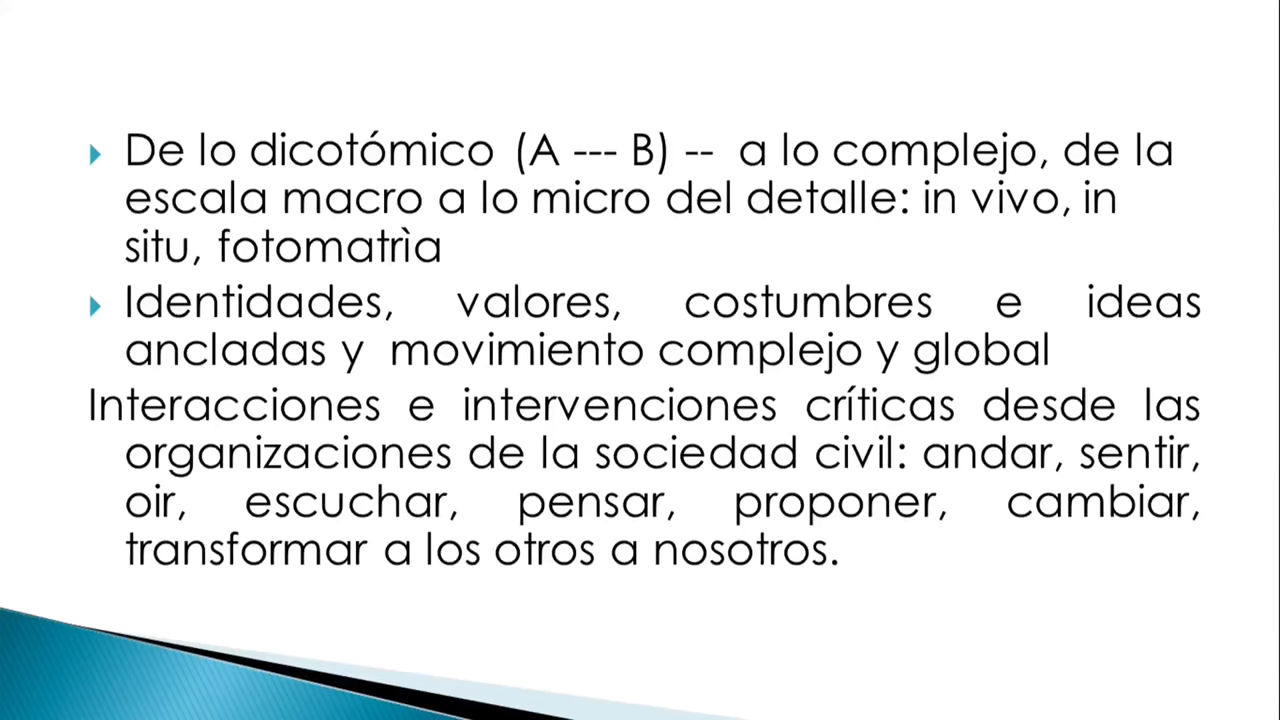 De lo dicotómico (A --- B) -- a lo complejo, de la
escala macro a lo micro del detalle: in vivo, in
situ, fotomatrìa
Identidades, valores, costumbres e ideas
ancladas y movimiento complejo y global
Interacciones e intervenciones críticas desde las
organizaciones de la sociedad civil: andar, sentir,
oir, escuchar, pensar, proponer, cambiar,
transformar a los otros a nosotros.